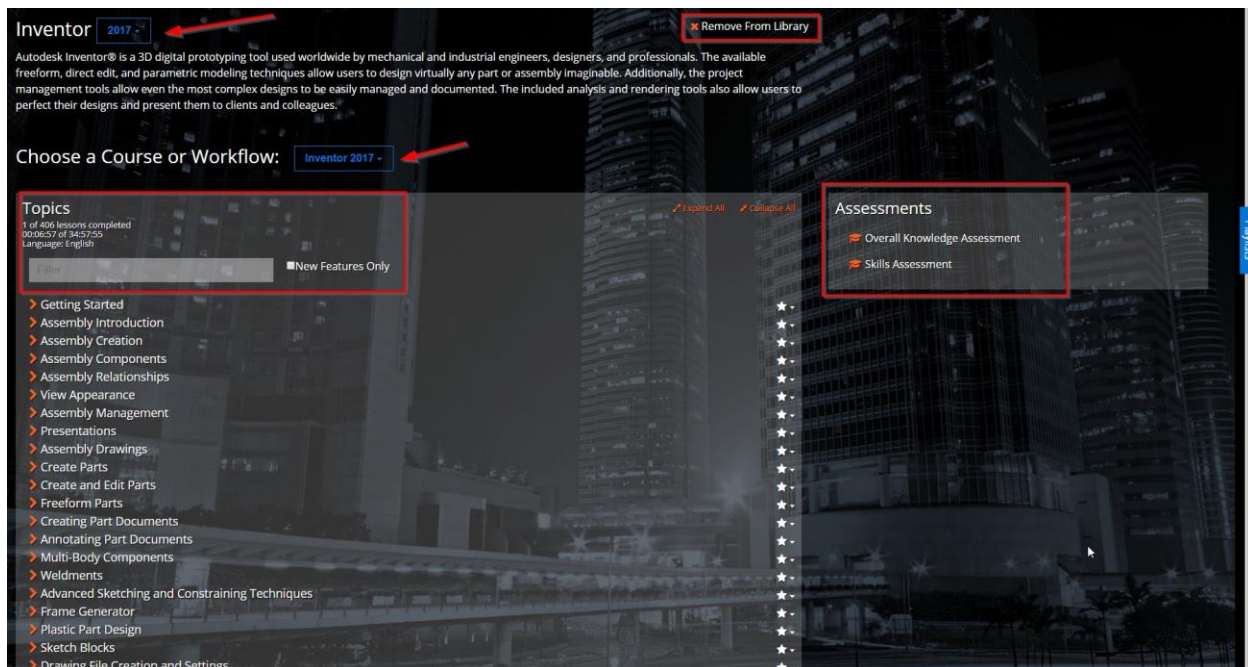 Inventor 2017
Remove From Library
Autodesk Inventor® is a 3D digital prototyping tool used worldwide by mechanical and industrial engineers, designers, and professionals. The available
freeform, direct edit, and parametric modeling techniques allow users to design virtually any part or assembly imaginable. Additionally, the project
management tools allow even the most complex designs to be easily managed and documented. The included analysis and rendering tools also allow users to
perfect their designs and present them to clients and colleagues.
Choose a Course or Workflow: Inventor 2017
Topics
Expand All Collapse All
1 of 406 lessons completed
00:06:57 of 34:57:55
Language: English
Filter
New Features Only
Getting Started
Assembly Introduction
Assembly Creation
Assembly Components
Assembly Relationships
View Appearance
Assembly Management
Presentations
Assembly Drawings
Create Parts
Create and Edit Parts
Freeform Parts
Creating Part Documents
Annotating Part Documents
Multi-Body Components
Weldments
Advanced Sketching and Constraining Techniques
Frame Generator
Plastic Part Design
Sketch Blocks
Drawing File Creation and Settings
Assessments
Overall Knowledge Assessment
Skills Assessment